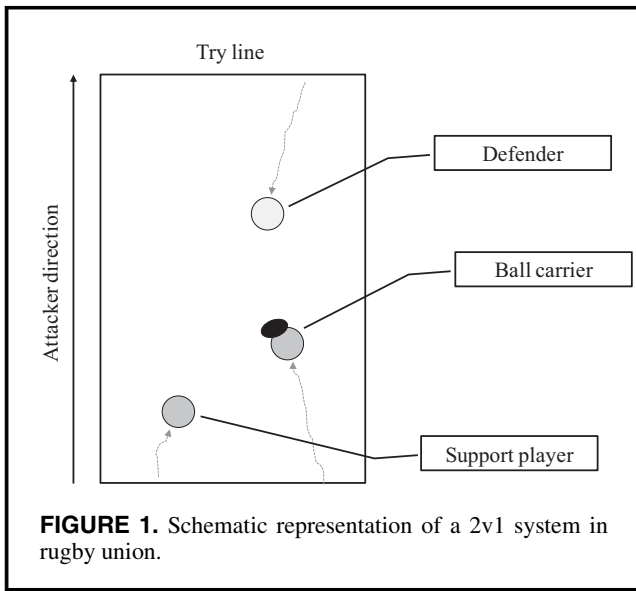 Try line
Attacker direction
Defender
Ball carrier
Support player
FIGURE 1. Schematic representation of a 2v1 system in
rugby union.